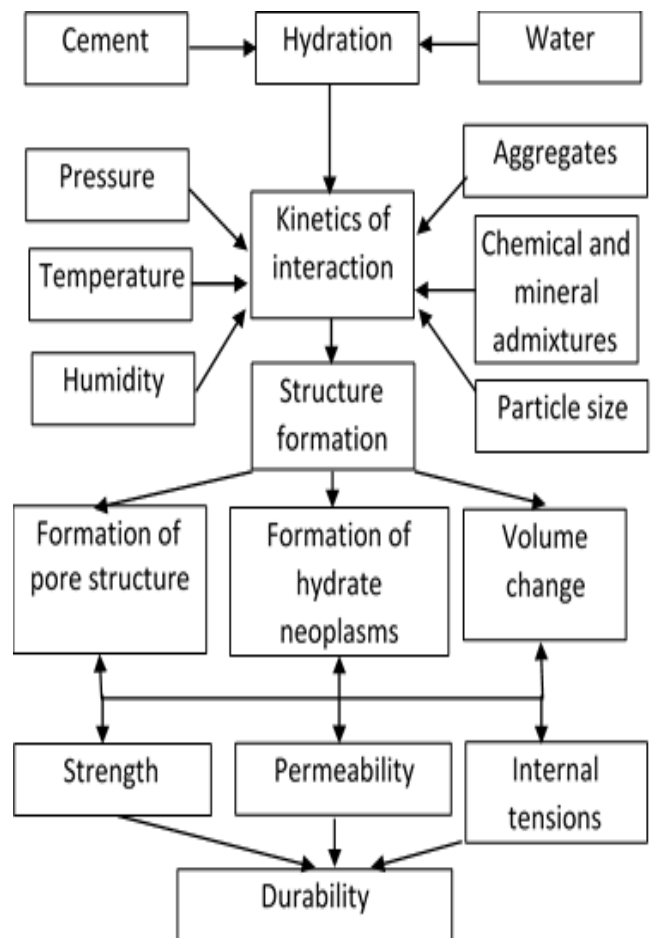 Cement
Hydration
Water
Pressure
Aggregates
Kinetics of
interaction
Temperature
Chemical and
mineral
admixtures
Humidity
Particle size
Structure
formation
Formation of
pore structure
Formation of
hydrate
neoplasms
Volume
change
Strength
Permeability
Internal
tensions
Durability